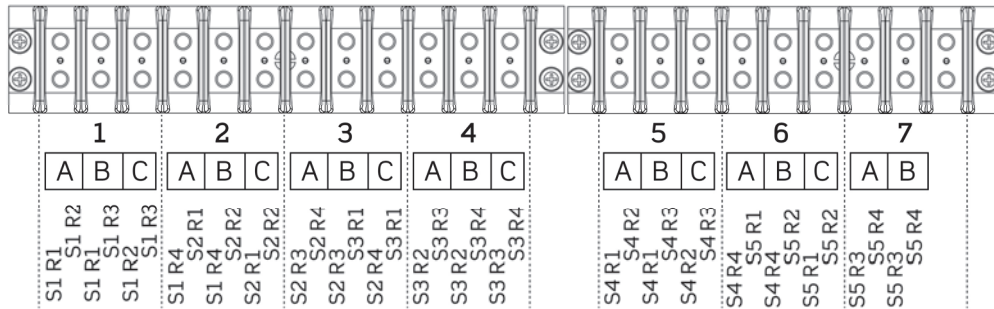 1 2 3 4 5 6 7
A B C A B C A B C A B C A B C A B C A B
S1 R1
S1 R2
S1 R1
S1 R3
S1 R2
S1 R3
S1 R4
S2 R1
S1 R4
S2 R2
S2 R1
S2 R2
S2 R3
S2 R4
S2 R3
S3 R1
S2 R4
S3 R1
S3 R2
S3 R3
S3 R2
S3 R4
S3 R3
S3 R4
S4 R1
S4 R2
S4 R1
S4 R3
S4 R2
S4 R3
S4 R4
S5 R1
S4 R4
S5 R2
S5 R1
S5 R2
S5 R3
S5 R4
S5 R3
S5 R4